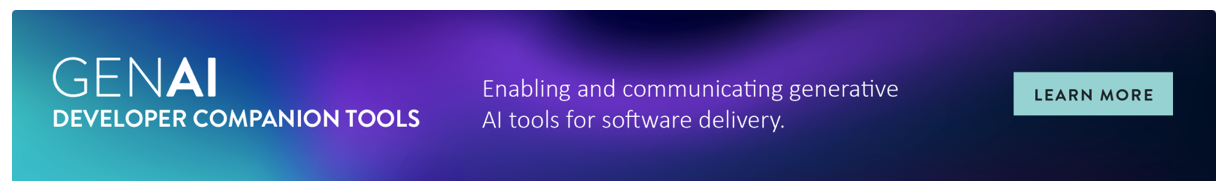 GENAI
DEVELOPER COMPANION TOOLS
Enabling and communicating generative
AI tools for software delivery.
LEARN MORE